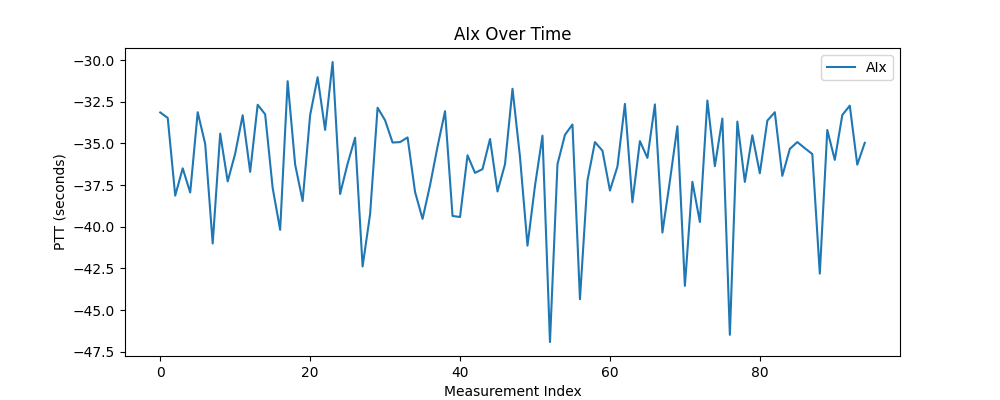 AIx Over Time
AIx
−30.0
−32.5
−35.0
−37.5
−40.0
−42.5
−45.0
−47.5
PTT (seconds)
0 20 40 60 80
Measurement Index